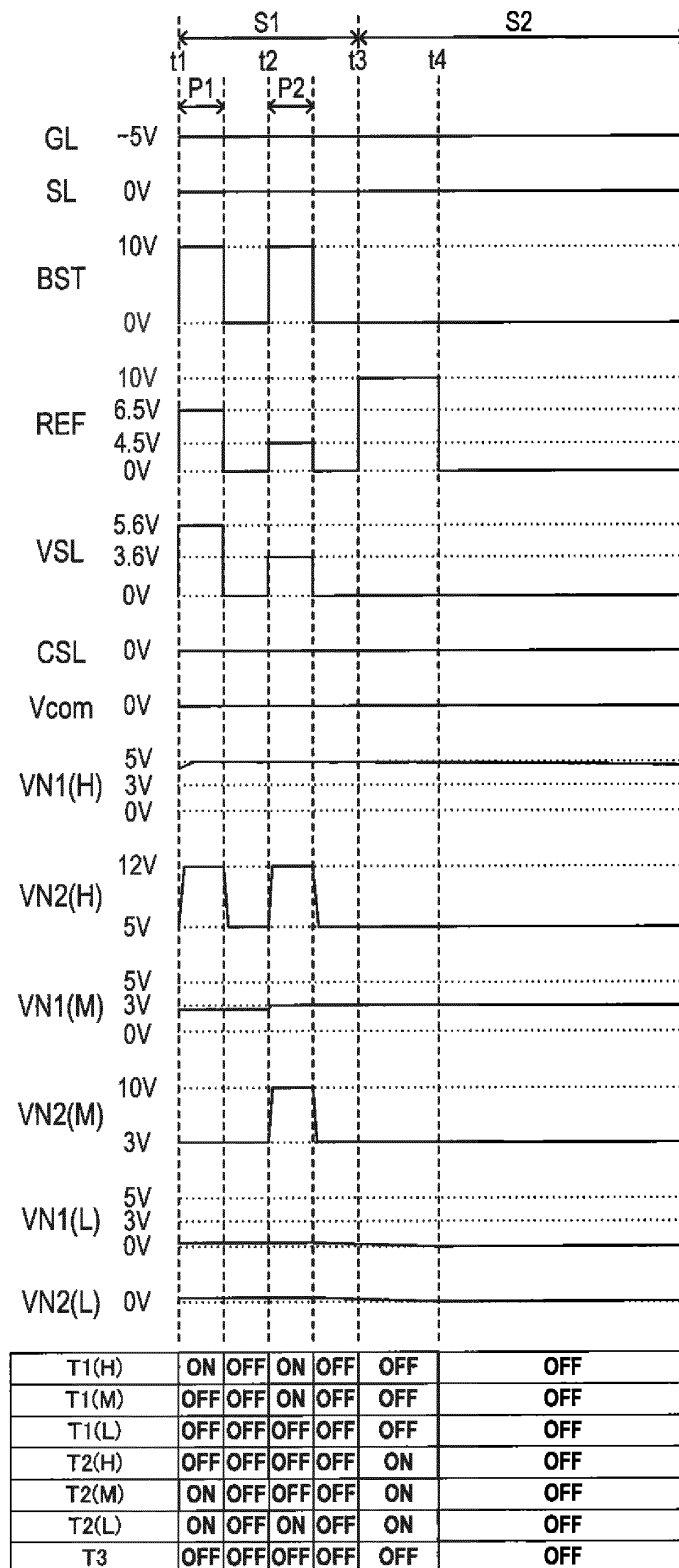 S1 S2
t1 t2 t3 t4
P1 P2
GL -5V
SL 0V
10V
BST
0V
10V
6.5V
REF
4.5V
0V
5.6V
VSL 3.6V
0V
CSL 0V
Vcom 0V
5V
VN1(H) 3V
0V
12V
VN2(H)
5V
5V
VN1(M) 3V
0V
10V
VN2(M)
3V
5V
VN1(L) 3V
0V
VN2(L) 0V
T1(H) ON OFF ON OFF OFF OFF
T1(M) OFF OFF ON OFF OFF OFF
T1(L) OFF OFF OFF OFF OFF OFF
T2(H) OFF OFF OFF OFF ON OFF
T2(M) ON OFF OFF OFF ON OFF
T2(L) ON OFF ON OFF ON OFF
T3 OFF OFF OFF OFF OFF OFF